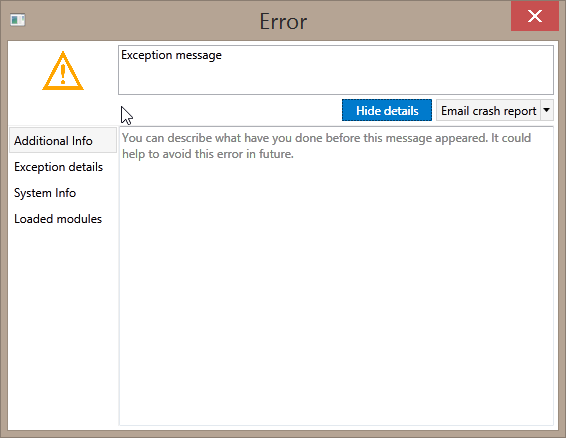 Error
Exception message
Hide details
Email crash report
Additional Info
Exception details
System Info
Loaded modules
You can describe what have you done before this message appeared. It could
help to avoid this error in future.